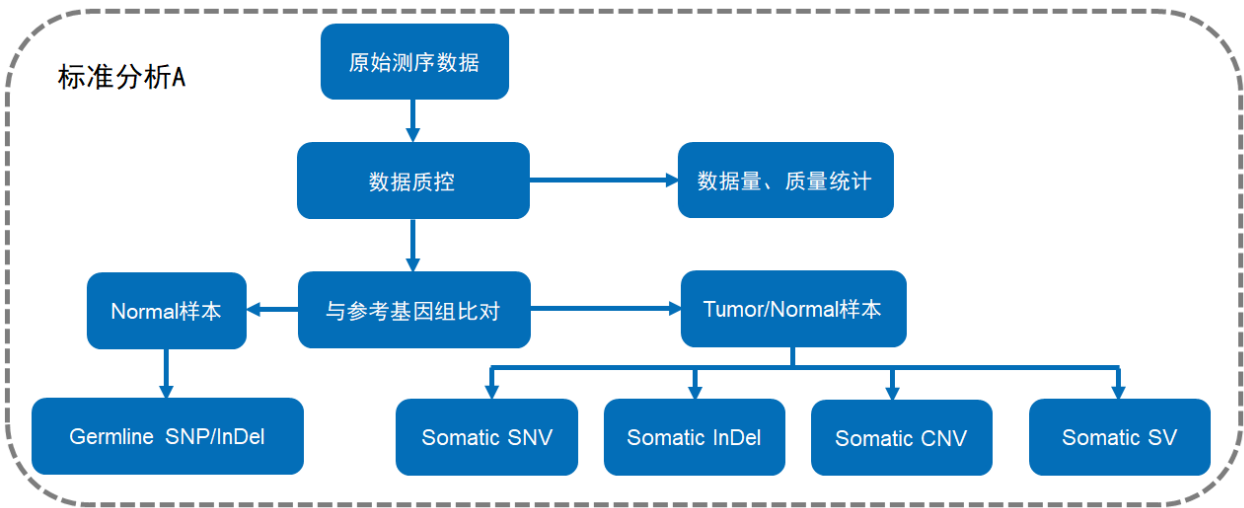 标准分析A
原始测序数据
数据质控
数据量、质量统计
Normal样本
与参考基因组比对
Tumor/Normal样本
Germline SNP/InDel
Somatic SNV
Somatic InDel
Somatic CNV
Somatic SV